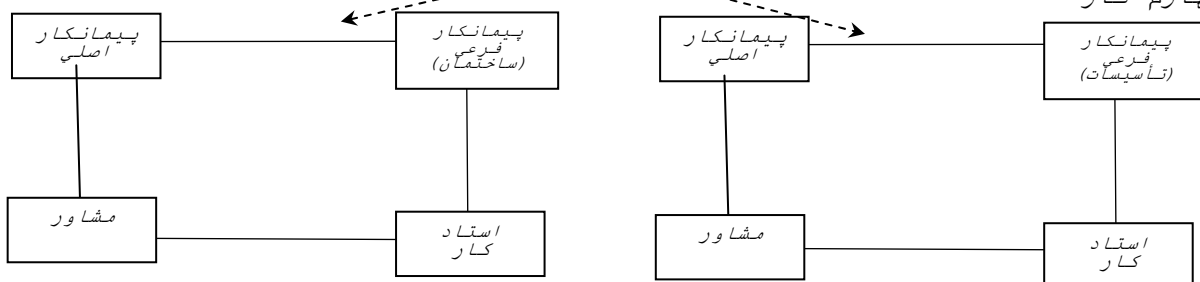 پیمانکار
اصلي
پیمانکار
فرعي
(ساختمان)
مشاور
استاد
کار
پیمانکار
اصلي
پیمانکار
فرعي
(تأسیسات)
مشاور
استاد
کار